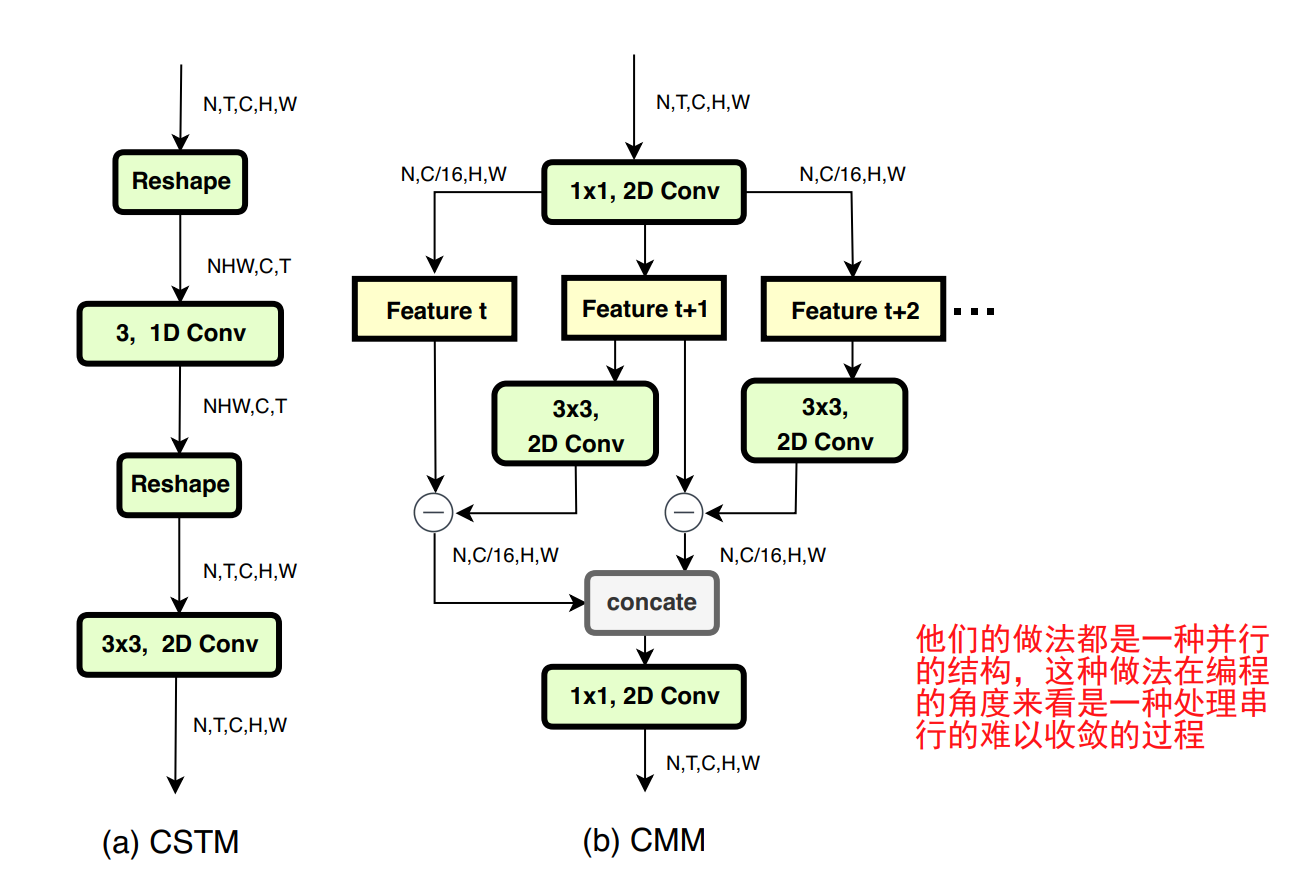 N,T,C,H,W
Reshape
NHW,C,T
3, 1D Conv
NHW,C,T
Reshape
N,T,C,H,W
3x3, 2D Conv
N,T,C,H,W
(a) CSTM
N,T,C,H,W
N,C/16,H,W
1x1, 2D Conv
N,C/16,H,W
Feature t
Feature t+1
Feature t+2
...
3x3,
2D Conv
3x3,
2D Conv
N,C/16,H,W
N,C/16,H,W
concate
1x1, 2D Conv
N,T,C,H,W
(b) CMM
他们的做法都是一种并行
的结构，这种做法在编程
的角度来看是一种处理串
行的难以收敛的过程